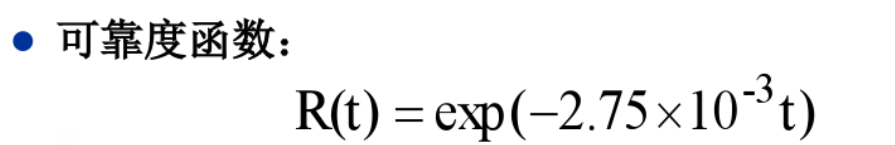 ● 可靠度函数：
R(t) = exp(−2.75×10⁻³t)